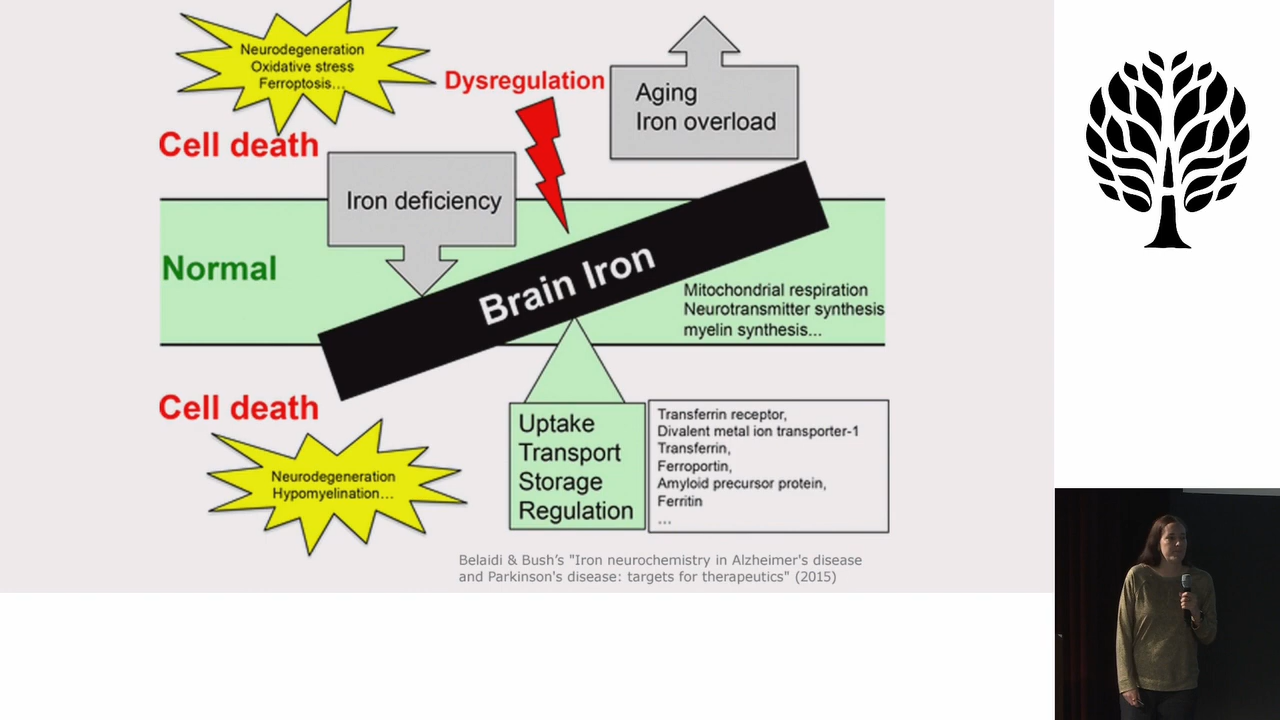 Neurodegeneration
Oxidative stress
Ferroptosis...
Dysregulation
Aging
Iron overload
Cell death
Iron deficiency
Normal
Brain Iron
Mitochondrial respiration
Neurotransmitter synthesis
myelin synthesis...
Cell death
Neurodegeneration
Hypomyelination...
Uptake
Transport
Storage
Regulation
Transferrin receptor,
Divalent metal ion transporter-1
Transferrin,
Ferroportin,
Amyloid precursor protein,
Ferritin
...
Belaidi & Bush's "Iron neurochemistry in Alzheimer's disease
and Parkinson's disease: targets for therapeutics" (2015)